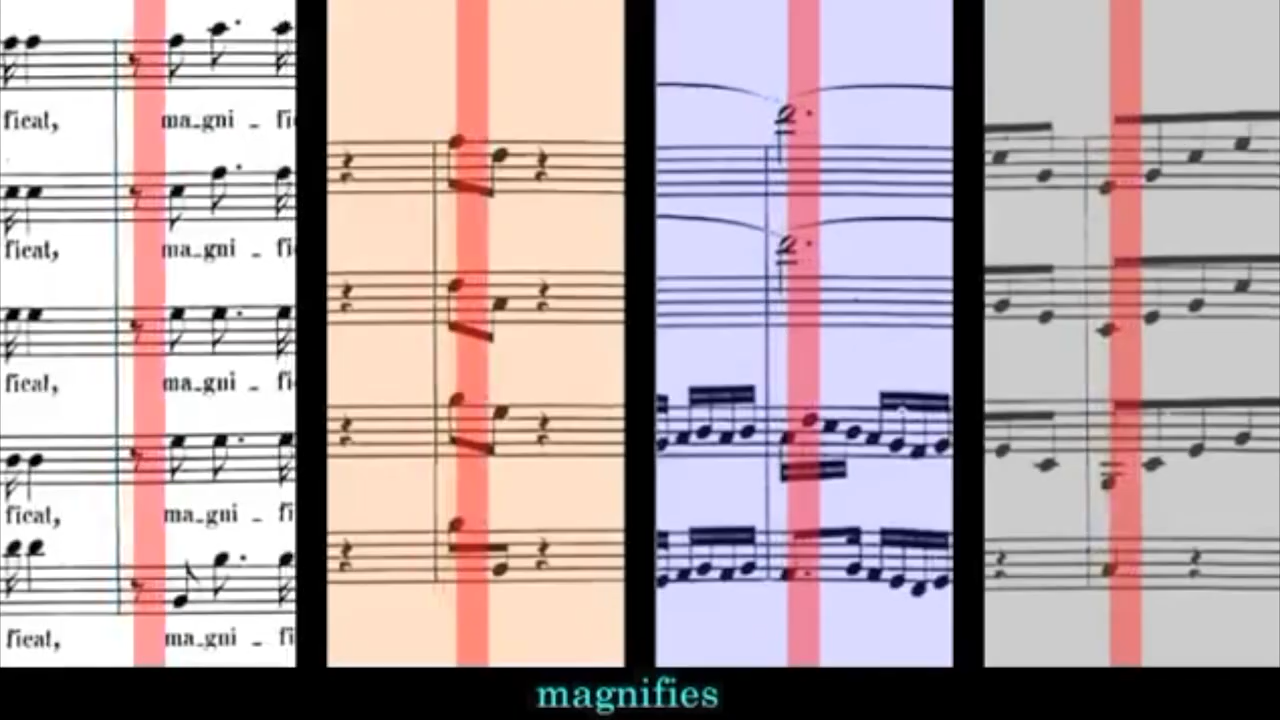 ficat, ma_gni _ fi
ficat, ma_gni _ fi
ficat, ma_gni _ fi
ficat, ma_gni _ fi
ficat, ma_gni _ fi
magnifies